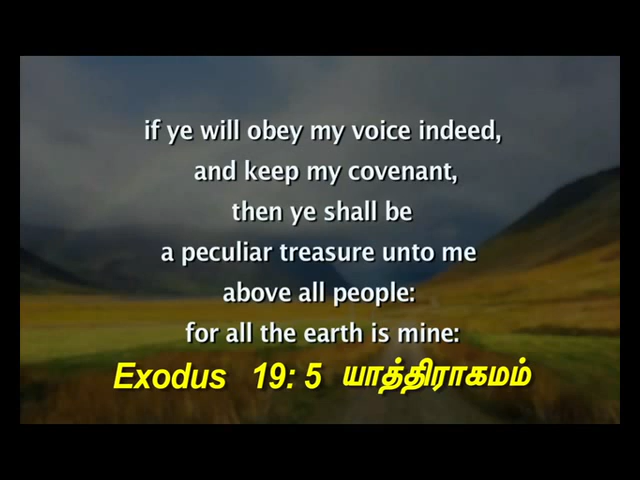 if ye will obey my voice indeed,
and keep my covenant,
then ye shall be
a peculiar treasure unto me
above all people:
for all the earth is mine:
Exodus 19: 5 யாத்திராகமம்